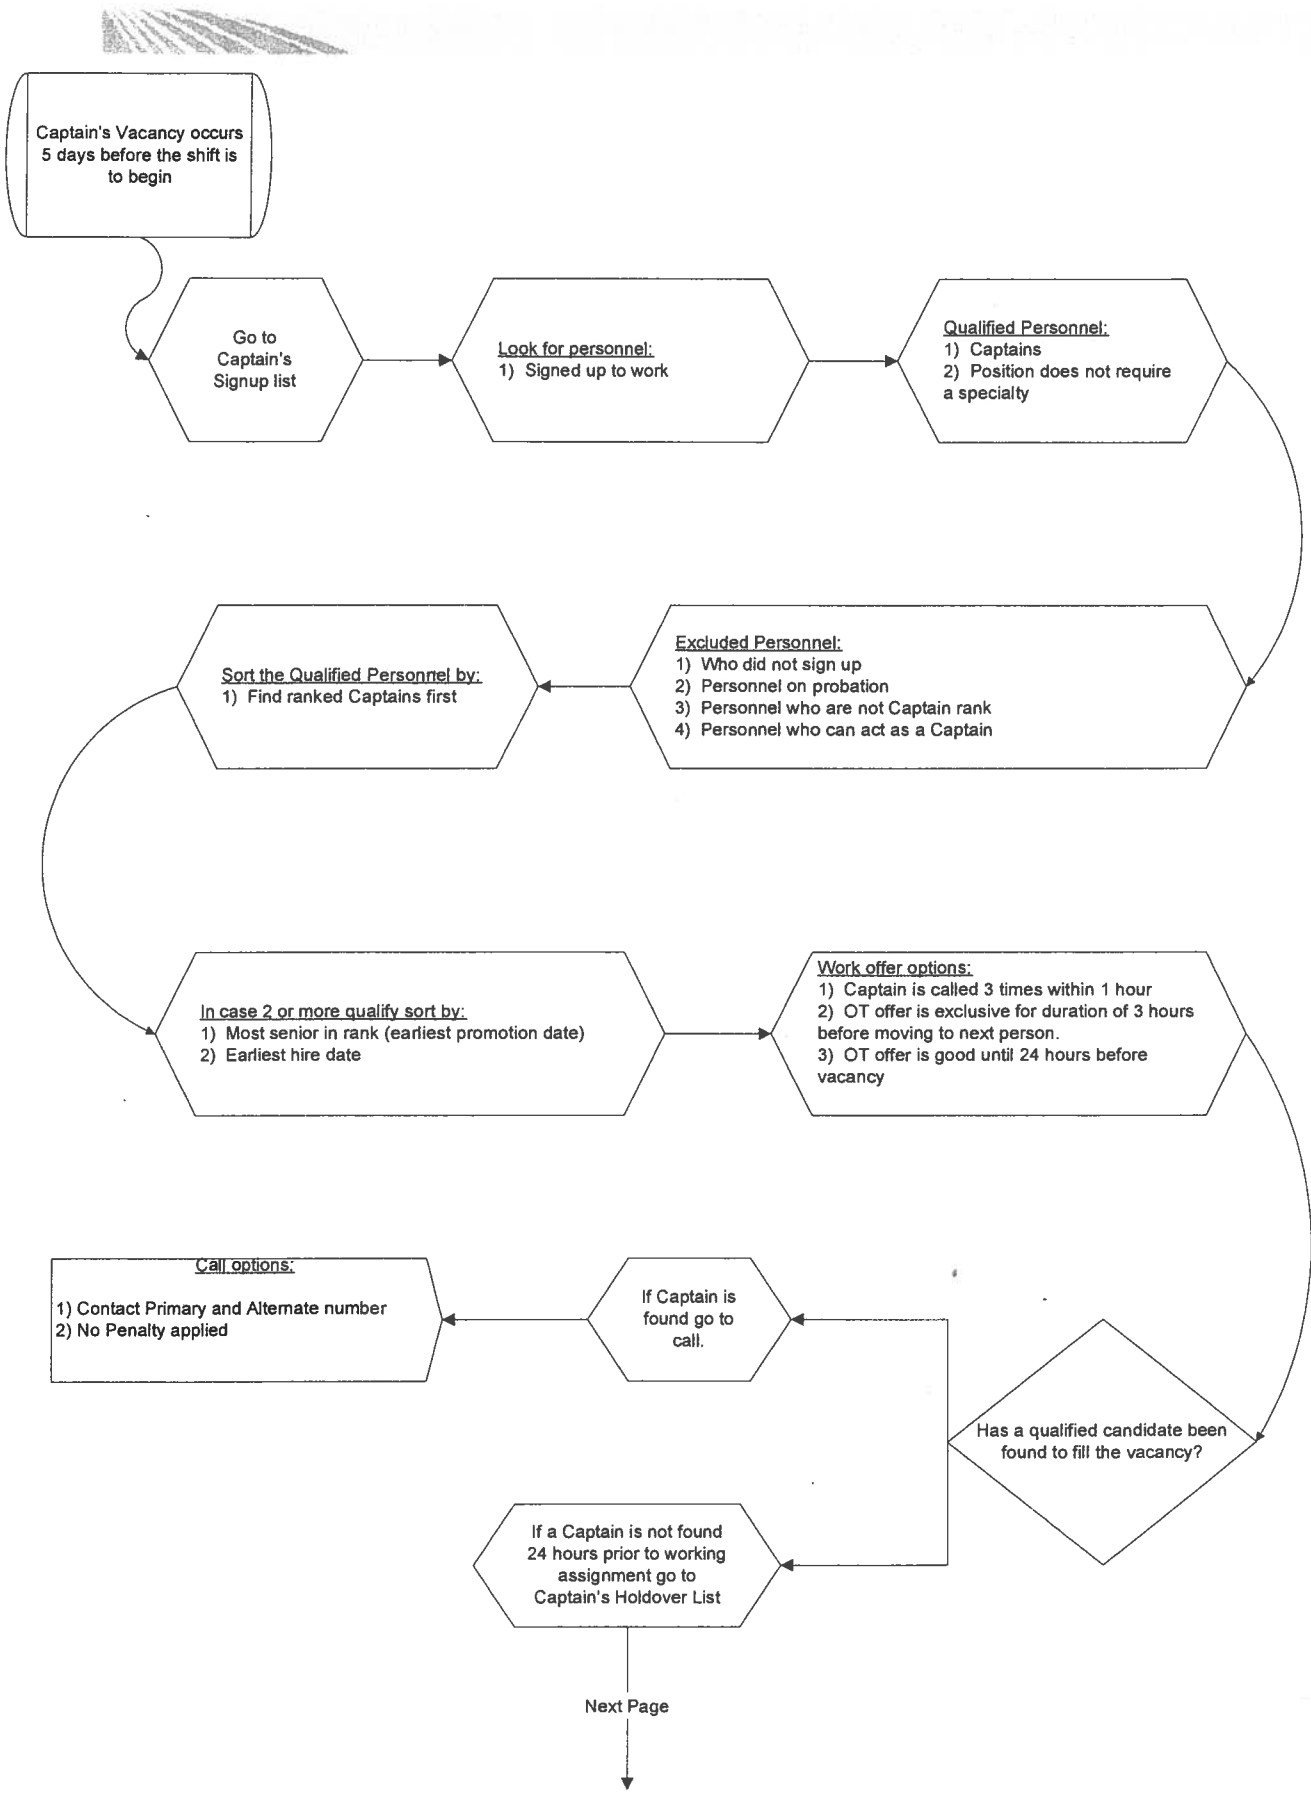 Captain's Vacancy occurs
5 days before the shift is
to begin
Go to
Captain's
Signup list
Look for personnel:
1) Signed up to work
Qualified Personnel:
1) Captains
2) Position does not require
a specialty
Excluded Personnel:
1) Who did not sign up
2) Personnel on probation
3) Personnel who are not Captain rank
4) Personnel who can act as a Captain
Sort the Qualified Personnel by:
1) Find ranked Captains first
In case 2 or more qualify sort by:
1) Most senior in rank (earliest promotion date)
2) Earliest hire date
Work offer options:
1) Captain is called 3 times within 1 hour
2) OT offer is exclusive for duration of 3 hours
before moving to next person.
3) OT offer is good until 24 hours before
vacancy
Has a qualified candidate been
found to fill the vacancy?
If Captain is
found go to
call.
Call options:
1) Contact Primary and Alternate number
2) No Penalty applied
If a Captain is not found
24 hours prior to working
assignment go to
Captain's Holdover List
Next Page